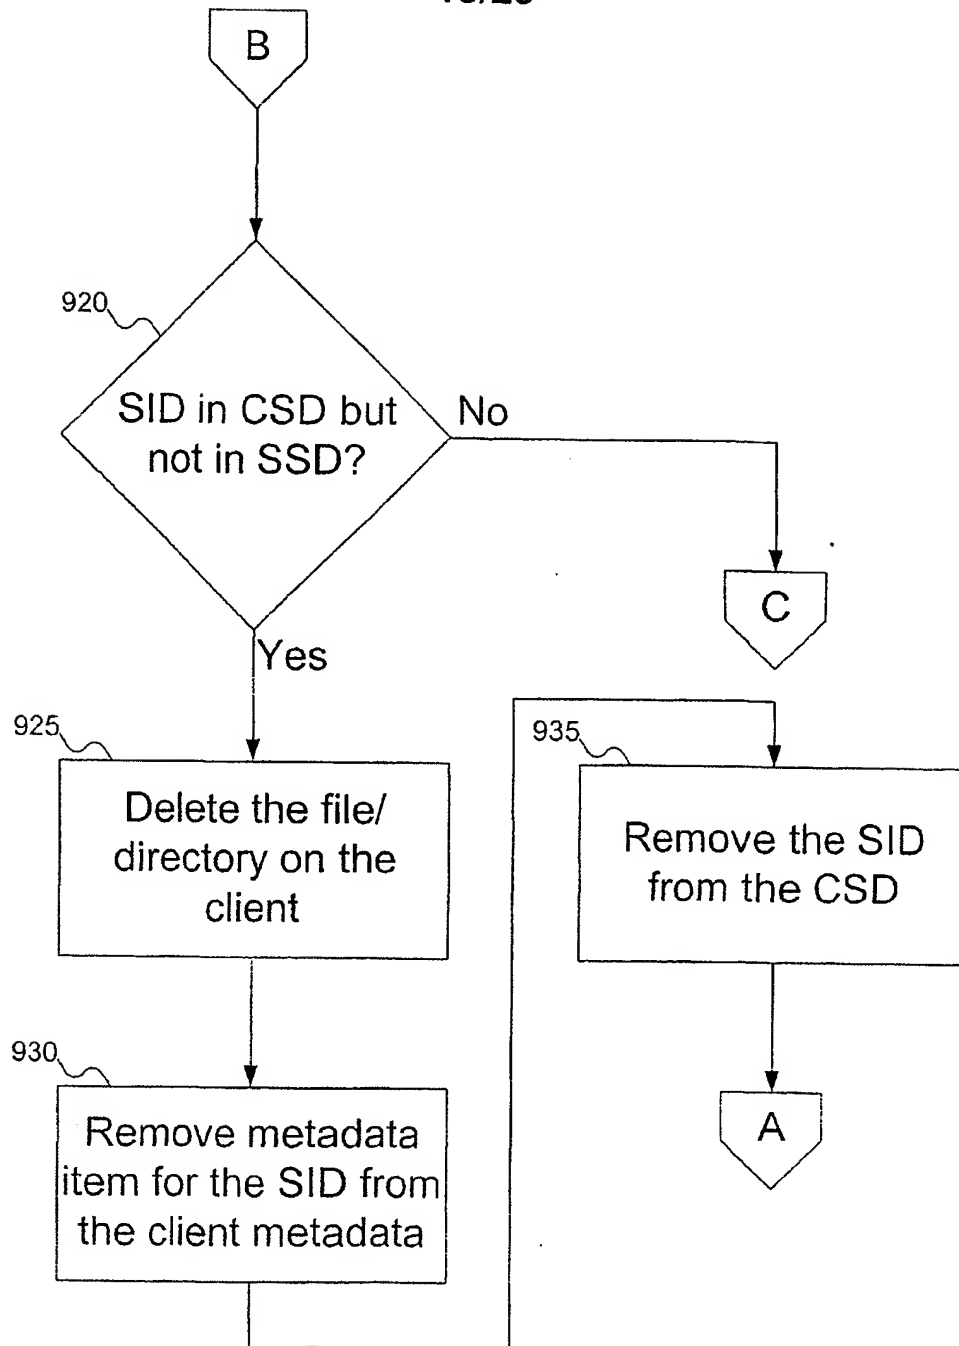 B
920
SID in CSD but
not in SSD?
No
C
Yes
925
Delete the file/
directory on the
client
935
Remove the SID
from the CSD
930
Remove metadata
item for the SID from
the client metadata
A